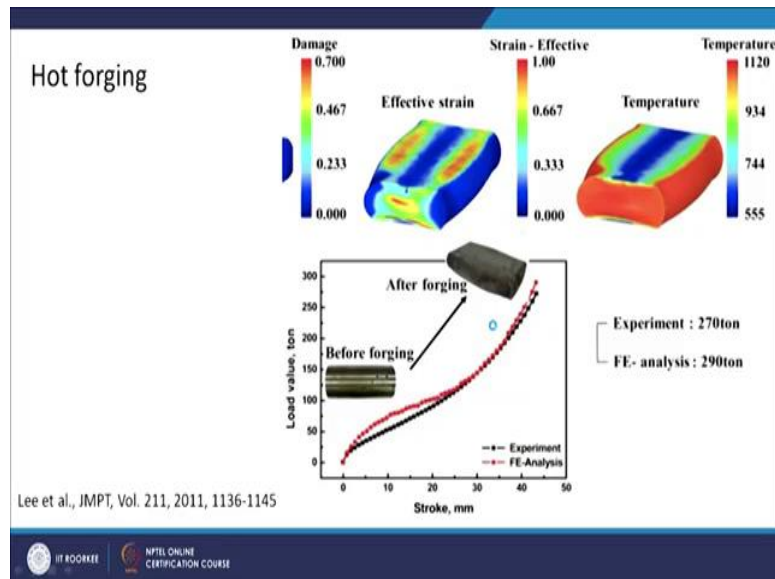 Hot forging
Damage
0.700
0.467
0.233
0.000
Effective strain
Strain - Effective
1.00
0.667
0.333
0.000
Temperature
Temperature
1120
934
744
555
Load value, ton
300
250
200
150
100
50
0
After forging
Before forging
Experiment
FE-Analysis
0 10 20 30 40 50
Stroke, mm
Experiment : 270ton
FE- analysis : 290ton
Lee et al., JMPT, Vol. 211, 2011, 1136-1145
IIT ROORKEE
NPTEL ONLINE
CERTIFICATION COURSE